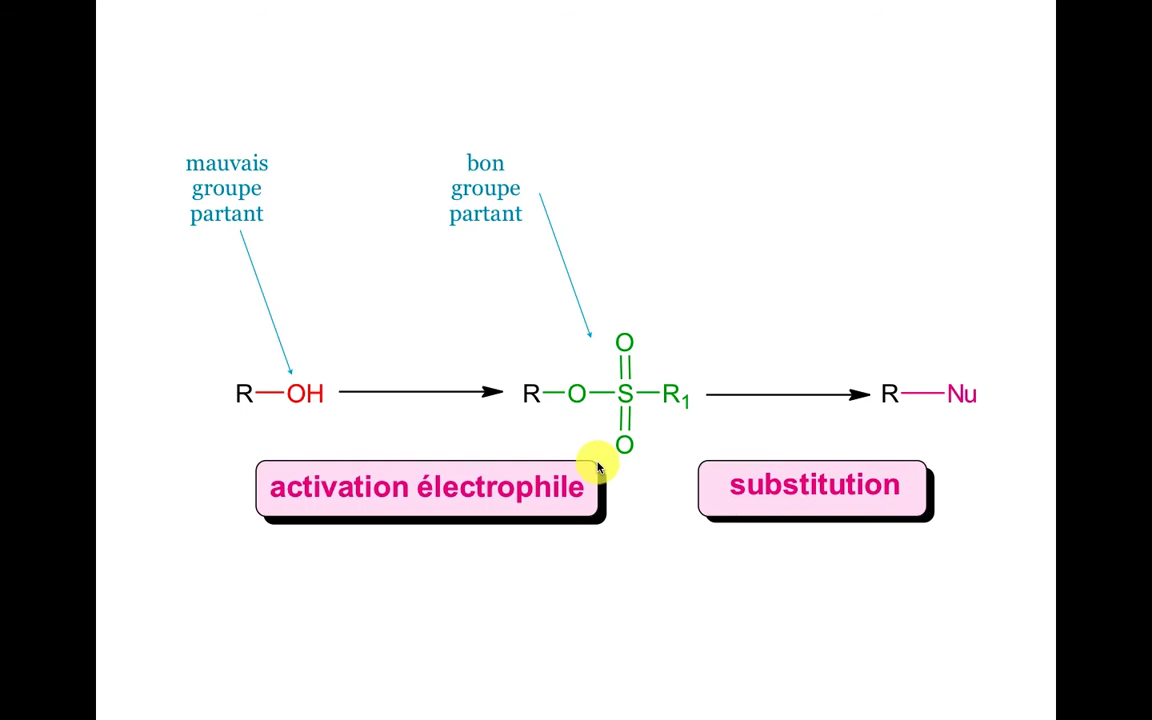 mauvais
groupe
partant
bon
groupe
partant
O
R—OH
R—O—S—R1
R—Nu
O
activation électrophile
substitution